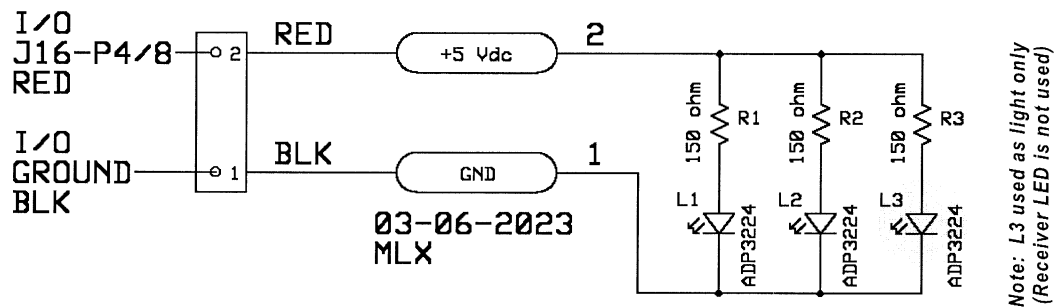 I/O
J16-P4/8
RED
2
RED
+5 Vdc
2
I/O
GROUND
BLK
1
BLK
GND
1
03-06-2023
MLX
150 ohm
R1
150 ohm
R2
150 ohm
R3
L1
ADP3224
L2
ADP3224
L3
ADP3224
Note: L3 used as light only
(Receiver LED is not used)